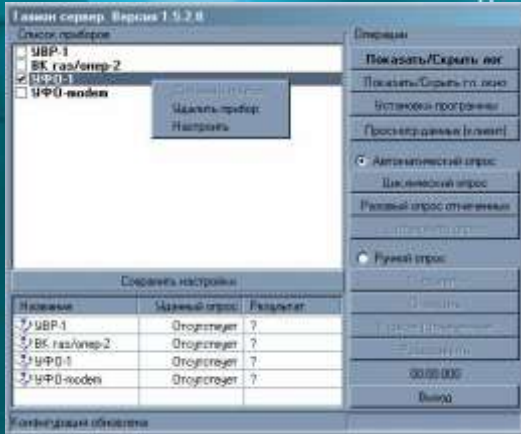 Гамаюн сервер. Версия 1.5.2.8
Список приборов
УВР-1
ВК газ/опер-2
УФО-1
УФО-modem
Удалить прибор
Настроить
Сохранить настройки
Название Удачный опрос Результат
УВР-1 Отсутствует ?
ВК газ/опер-2 Отсутствует ?
УФО-1 Отсутствует ?
УФО-modem Отсутствует ?
Конфигурация обновлена
Операции
Показать/Скрыть лог
Показать/Скрыть гл. окно
Установки программы
Просмотр данных (клиент)
Автоматический опрос
Циклический опрос
Разовый опрос отмеченных
Ручной опрос
00:00:000
Выход